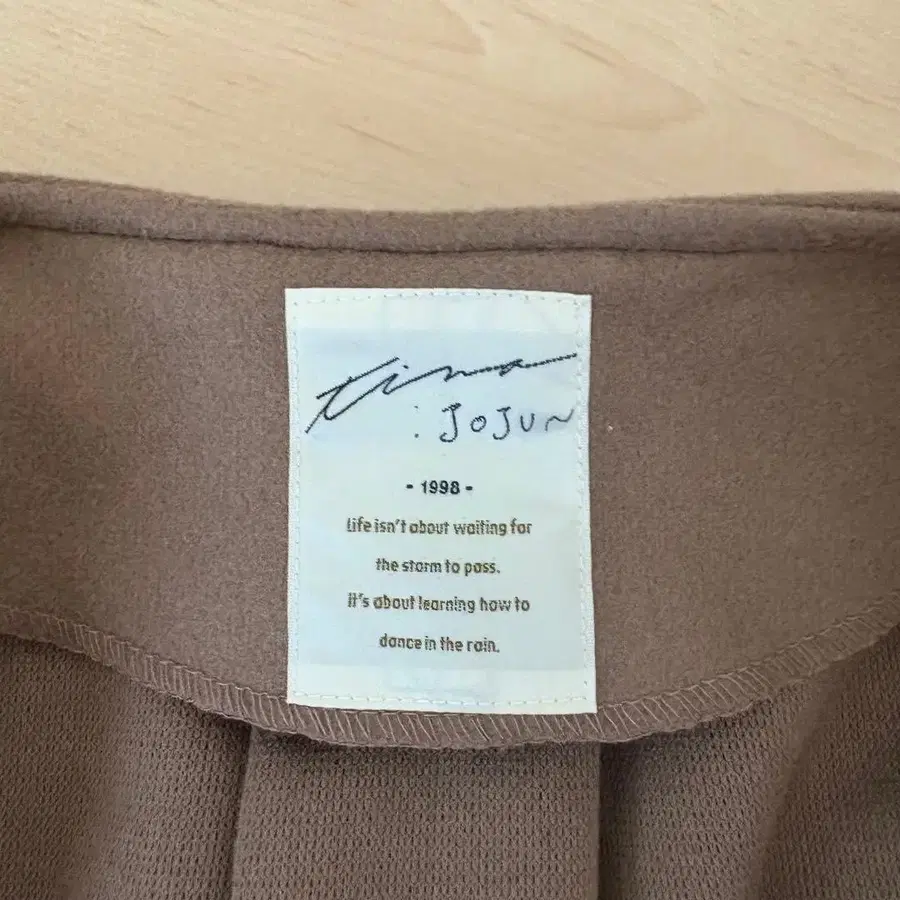 tina
: JOJUN
- 1998 -
Life isn't about waiting for
the storm to pass.
it's about learning how to
dance in the rain.